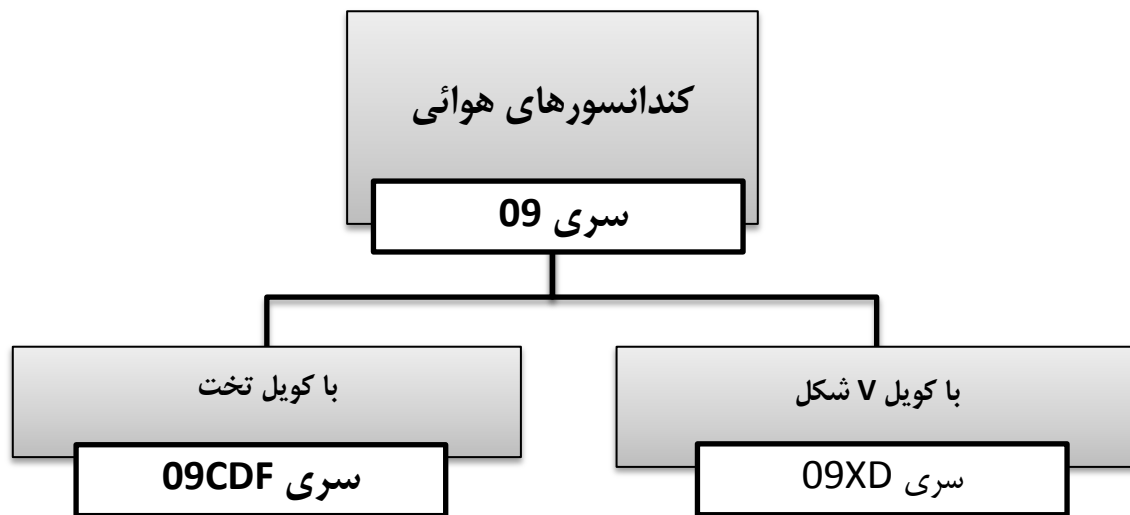 کندانسورهای هوائی
سری 09
با کویل V شکل
سری 09XD
با کویل تخت
سری 09CDF